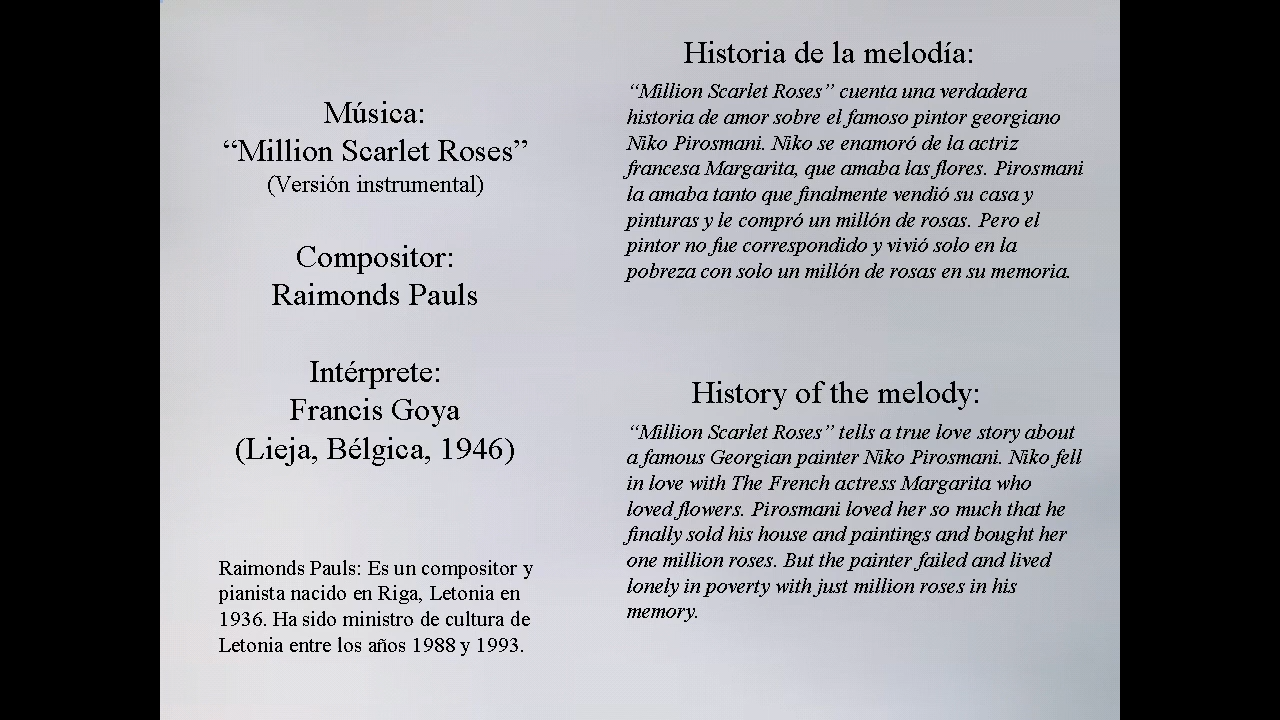 Música:
“Million Scarlet Roses”
(Versión instrumental)
Compositor:
Raimonds Pauls
Intérprete:
Francis Goya
(Lieja, Bélgica, 1946)
Raimonds Pauls: Es un compositor y
pianista nacido en Riga, Letonia en
1936. Ha sido ministro de cultura de
Letonia entre los años 1988 y 1993.
Historia de la melodía:
“Million Scarlet Roses” cuenta una verdadera
historia de amor sobre el famoso pintor georgiano
Niko Pirosmani. Niko se enamoró de la actriz
francesa Margarita, que amaba las flores. Pirosmani
la amaba tanto que finalmente vendió su casa y
pinturas y le compró un millón de rosas. Pero el
pintor no fue correspondido y vivió solo en la
pobreza con solo un millón de rosas en su memoria.
History of the melody:
“Million Scarlet Roses” tells a true love story about
a famous Georgian painter Niko Pirosmani. Niko fell
in love with The French actress Margarita who
loved flowers. Pirosmani loved her so much that he
finally sold his house and paintings and bought her
one million roses. But the painter failed and lived
lonely in poverty with just million roses in his
memory.